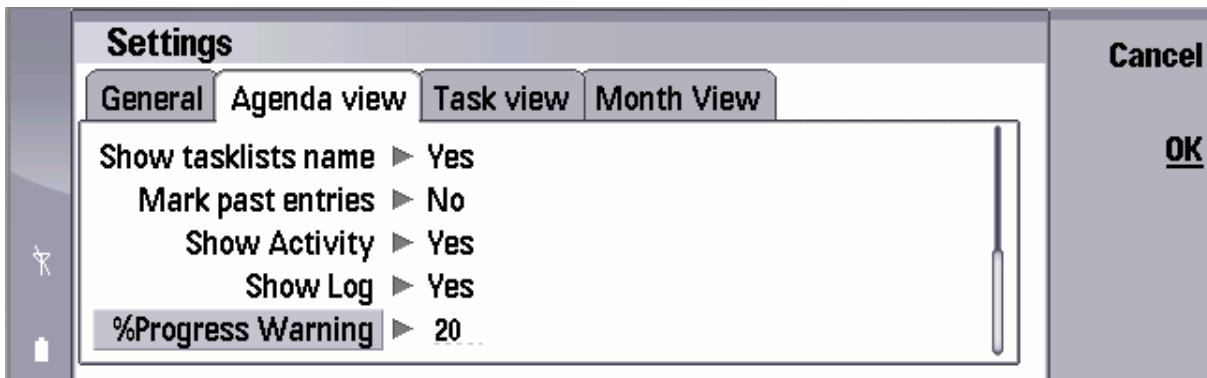 Settings
Cancel
General Agenda view Task view Month View
Show tasklists name Yes
OK
Mark past entries No
Show Activity Yes
Show Log Yes
%Progress Warning 20